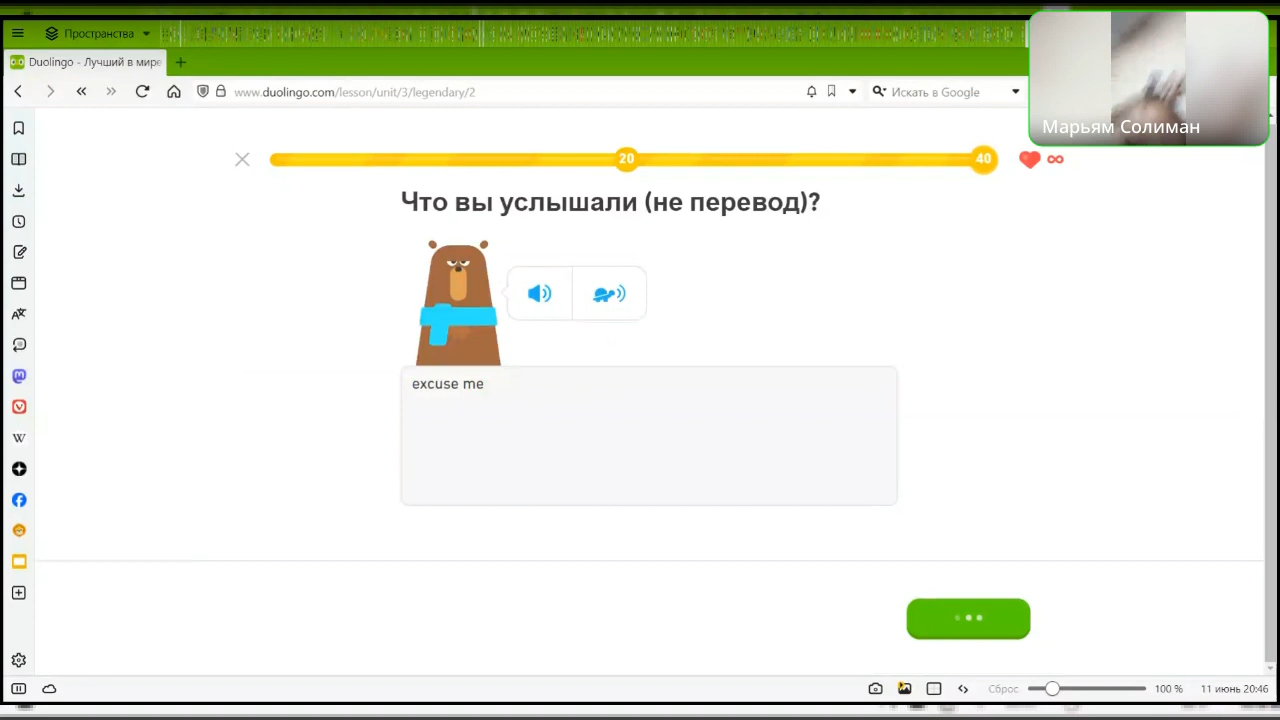 Пространства
Duolingo - Лучший в мире
www.duolingo.com/lesson/unit/3/legendary/2
Искать в Google
Марьям Солиман
20
40
Что вы услышали (не перевод)?
excuse me
W
Сброс
100 %
11 июнь 20:46